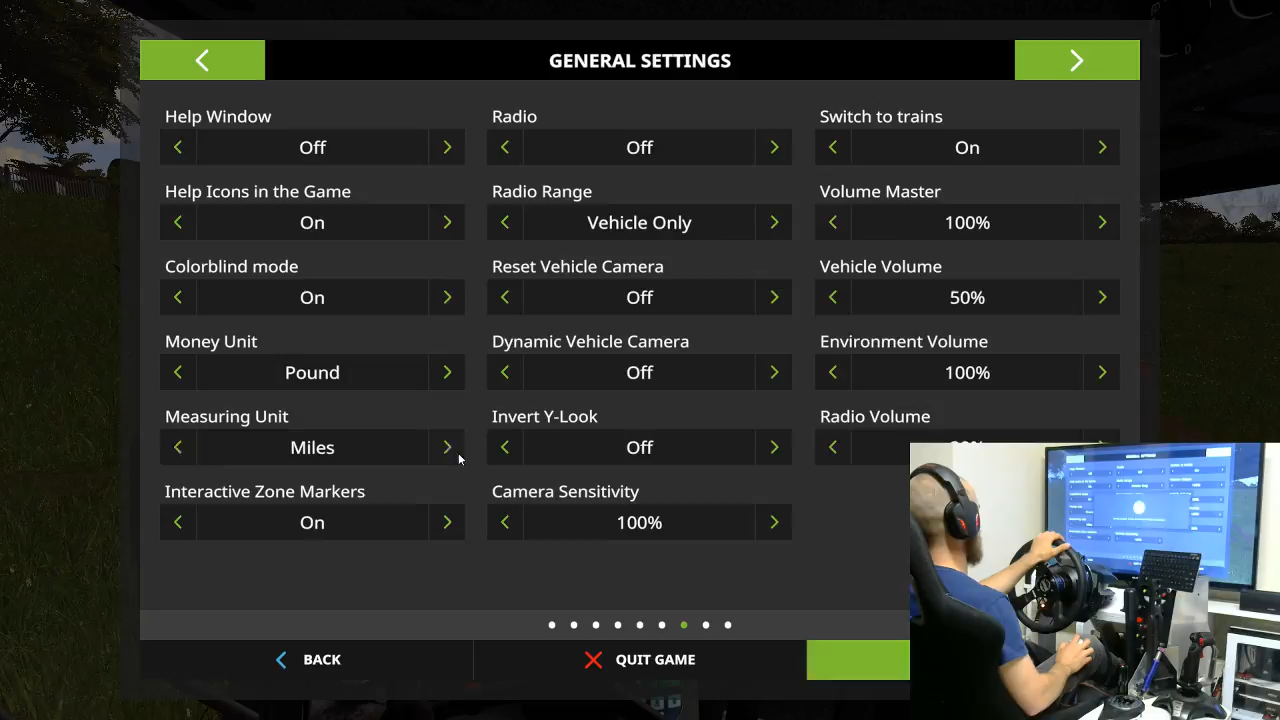 GENERAL SETTINGS
Help Window
Off
Help Icons in the Game
On
Colorblind mode
On
Money Unit
Pound
Measuring Unit
Miles
Interactive Zone Markers
On
Radio
Off
Radio Range
Vehicle Only
Reset Vehicle Camera
Off
Dynamic Vehicle Camera
Off
Invert Y-Look
Off
Camera Sensitivity
100%
Switch to trains
On
Volume Master
100%
Vehicle Volume
50%
Environment Volume
100%
Radio Volume
BACK
QUIT GAME